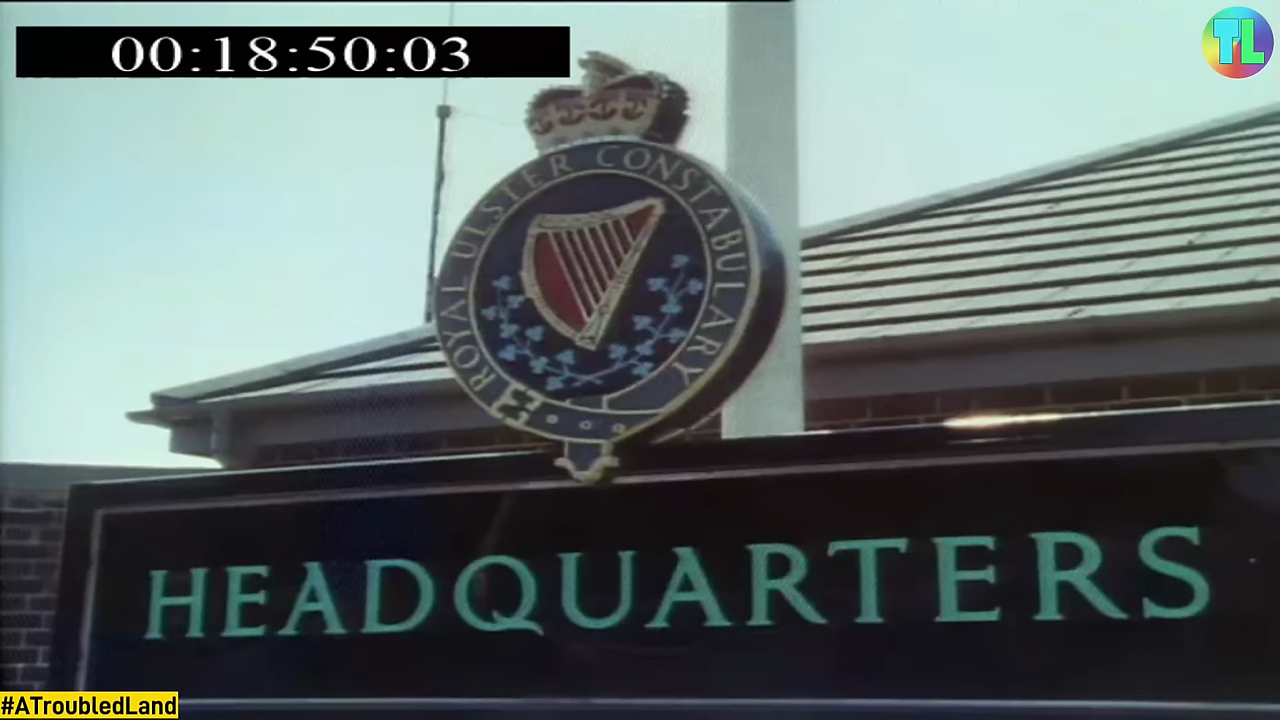 00:18:50:03
TL
ROYAL ULSTER CONSTABULARY
HEADQUARTERS
#ATroubledLand